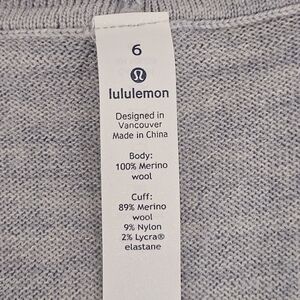 6
lululemon
Designed in
Vancouver
Made in China
Body:
100% Merino
wool
Cuff:
89% Merino
wool
9% Nylon
2% Lycra®
elastane